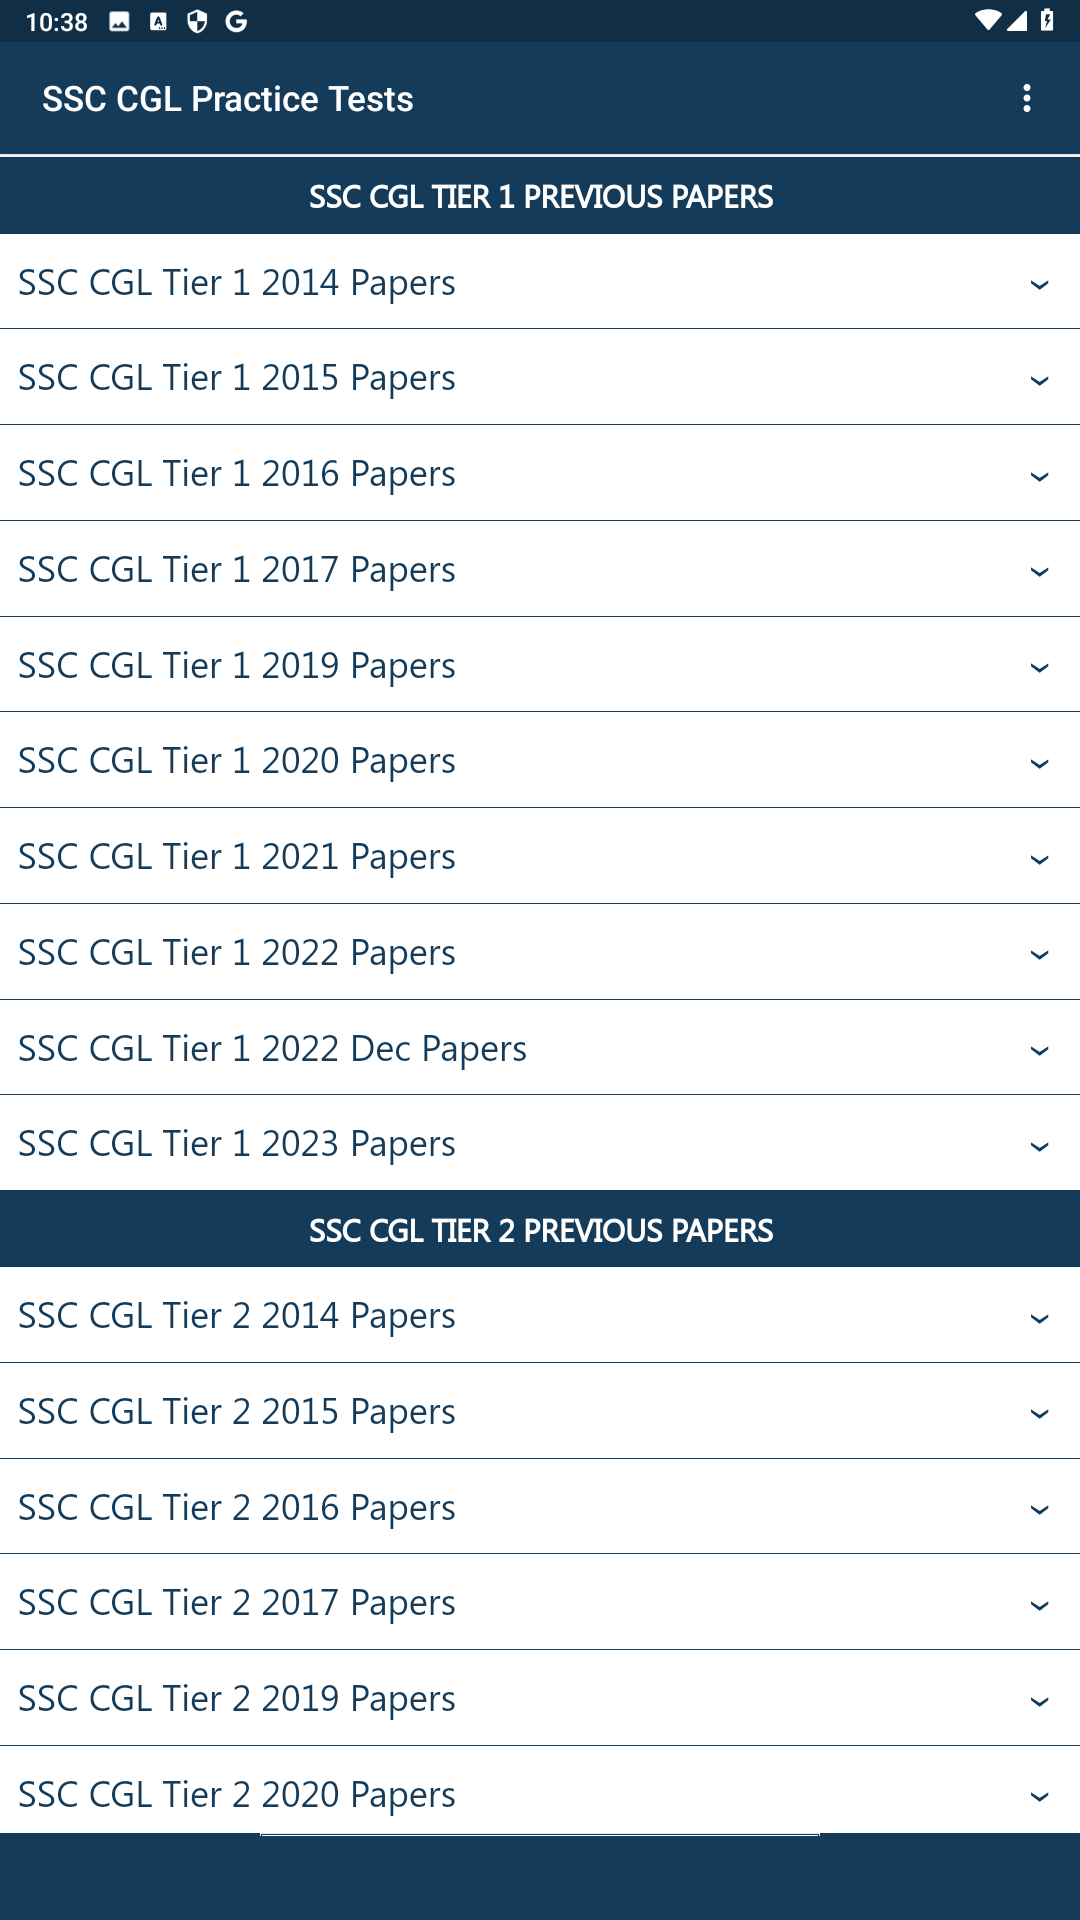 10:38
SSC CGL Practice Tests
SSC CGL TIER 1 PREVIOUS PAPERS
SSC CGL Tier 1 2014 Papers
SSC CGL Tier 1 2015 Papers
SSC CGL Tier 1 2016 Papers
SSC CGL Tier 1 2017 Papers
SSC CGL Tier 1 2019 Papers
SSC CGL Tier 1 2020 Papers
SSC CGL Tier 1 2021 Papers
SSC CGL Tier 1 2022 Papers
SSC CGL Tier 1 2022 Dec Papers
SSC CGL Tier 1 2023 Papers
SSC CGL TIER 2 PREVIOUS PAPERS
SSC CGL Tier 2 2014 Papers
SSC CGL Tier 2 2015 Papers
SSC CGL Tier 2 2016 Papers
SSC CGL Tier 2 2017 Papers
SSC CGL Tier 2 2019 Papers
SSC CGL Tier 2 2020 Papers